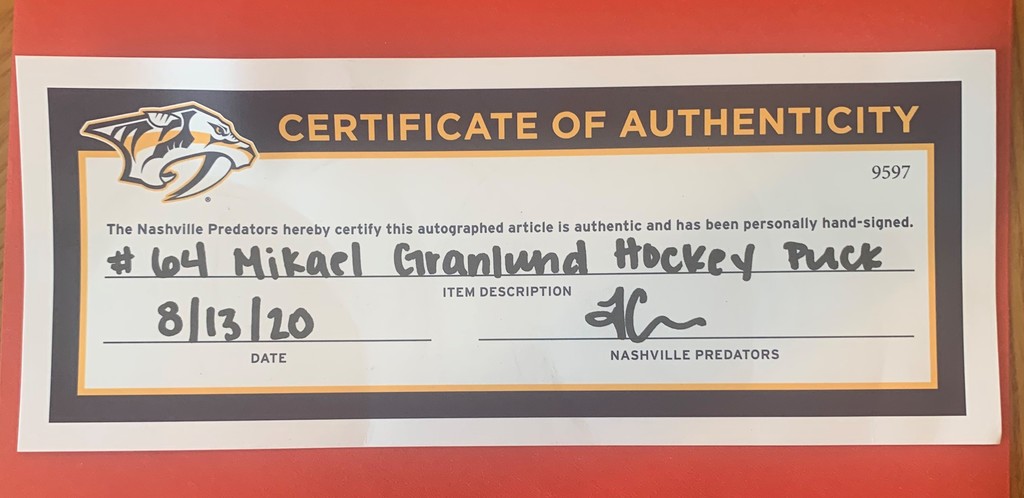 CERTIFICATE OF AUTHENTICITY
9597
The Nashville Predators hereby certify this autographed article is authentic and has been personally hand-signed.
# 64 Mikael Granlund Hockey Puck
ITEM DESCRIPTION
8/13/20
DATE
NASHVILLE PREDATORS